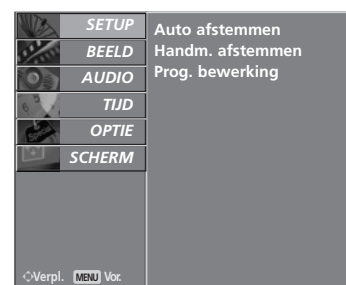 SETUP
BEELD
AUDIO
TIJD
OPTIE
SCHERM
Auto afstemmen
Handm. afstemmen
Prog. bewerking
Verpl. MENU Vor.